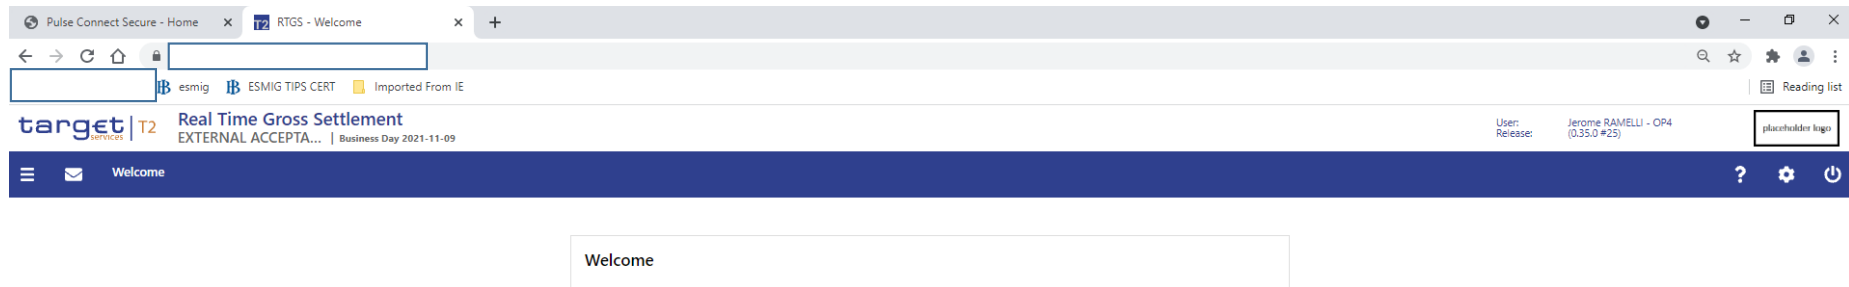 Pulse Connect Secure - Home
T2 RTGS - Welcome
esmig ESMIG TIPS CERT Imported From IE Reading list
target services | T2 Real Time Gross Settlement
EXTERNAL ACCEPTA... | Business Day 2021-11-09
User: Jerome RAMELLI - OP4
Release: (0.35.0 #25)
placeholder logo
Welcome
?
Welcome